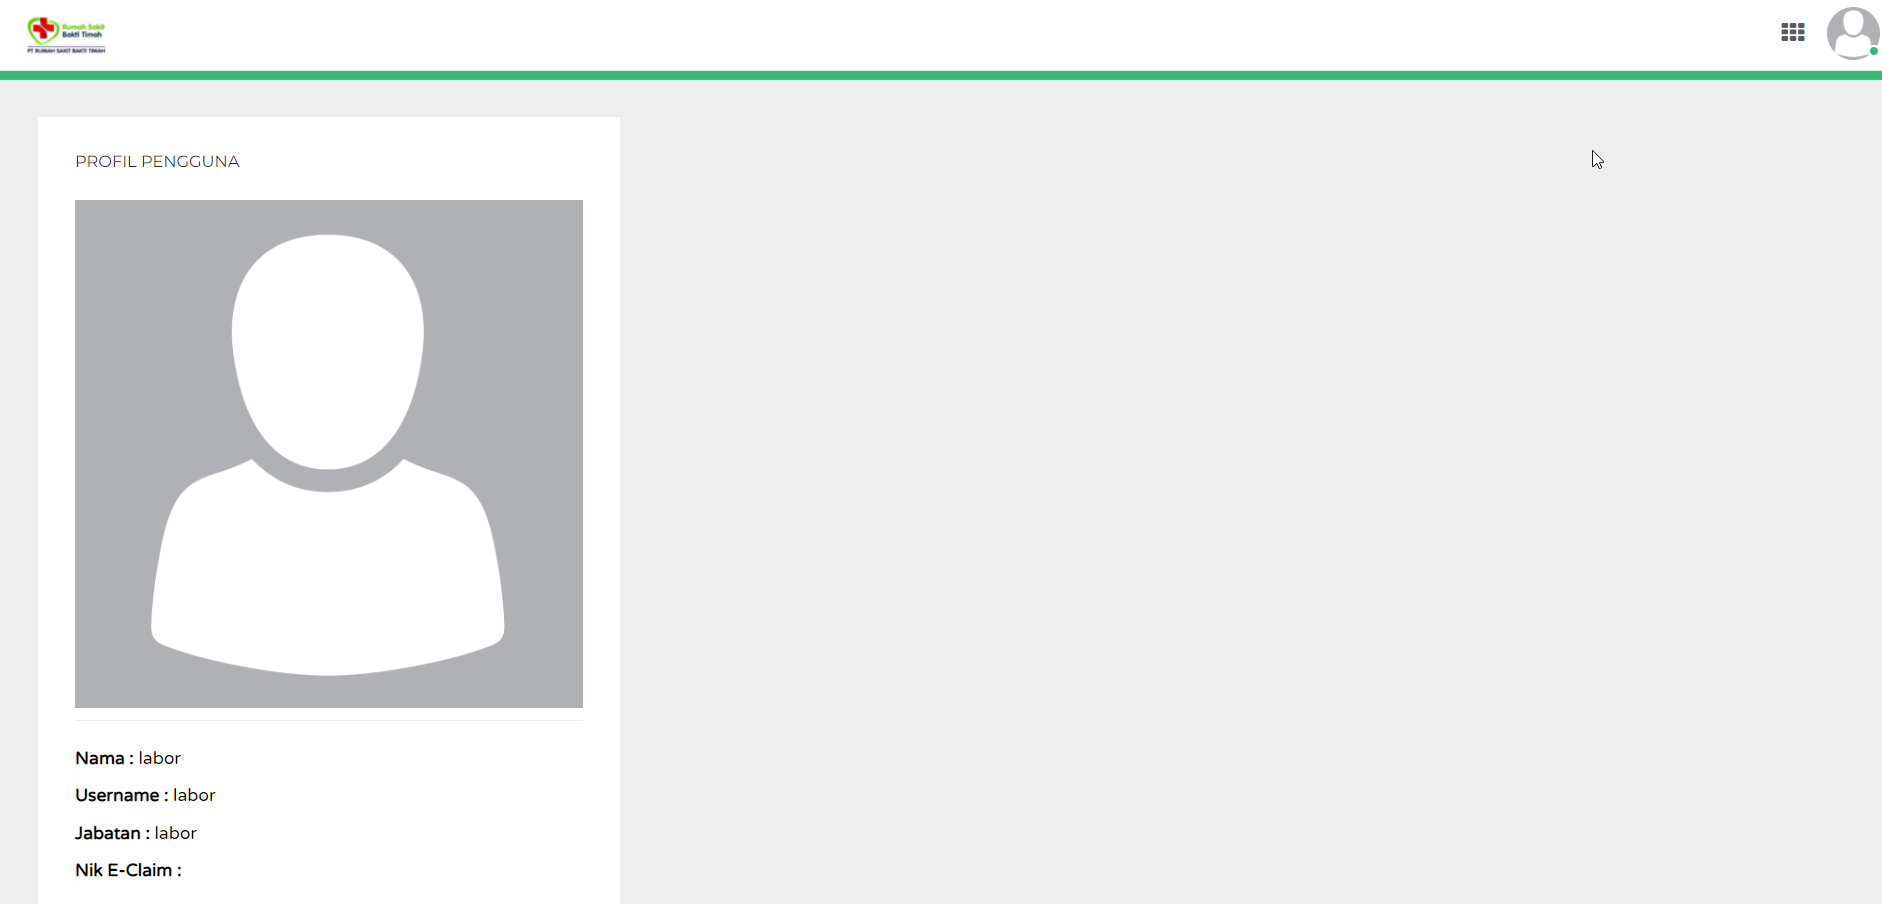 Rumah Sakit
Bakti Timah
PT RUMAH SAKIT BAKTI TIMAH
PROFIL PENGGUNA
Nama : labor
Username : labor
Jabatan : labor
Nik E-Claim :